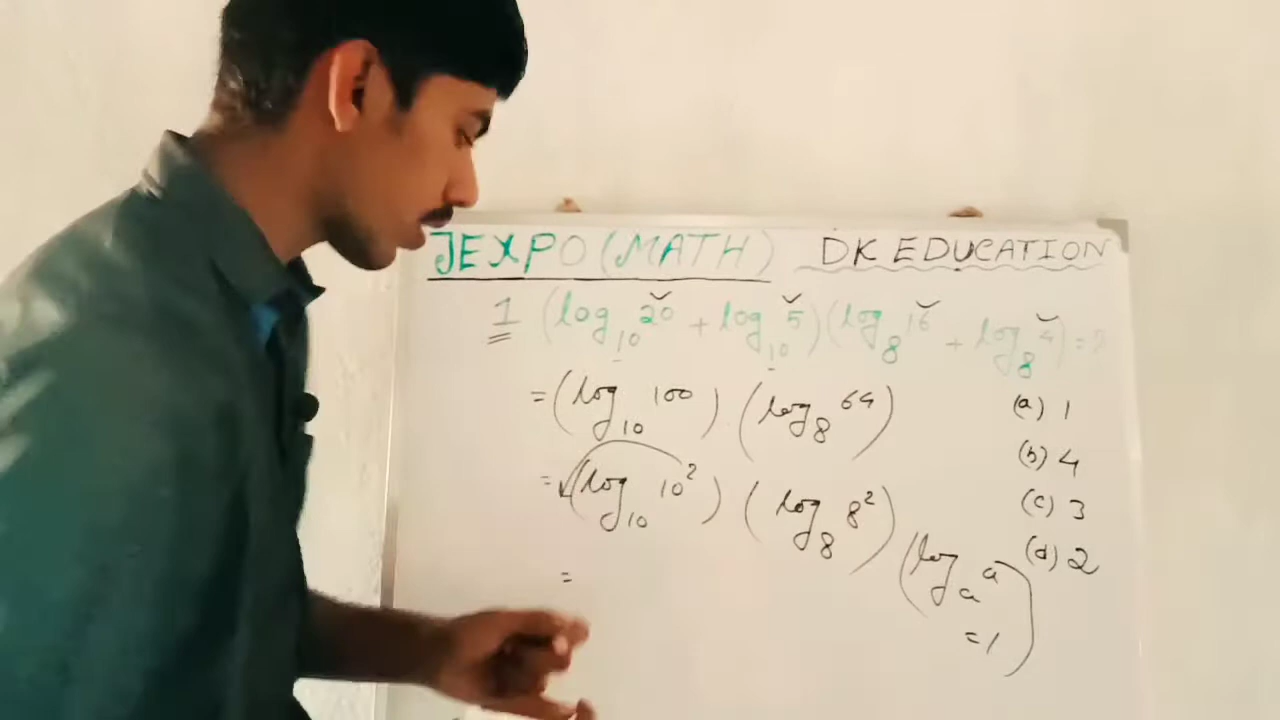 JEXPO (MATH) DK EDUCATION
1 (log₁₀ 20 + log₁₀ 5)(log₈ 16 + log₈ 4) = ?
= (log₁₀ 100) (log₈ 64)
(a) 1
= (log₁₀ 10²) (log₈ 8²)
(b) 4
(c) 3
(d) 2
=
(logₐ a = 1)